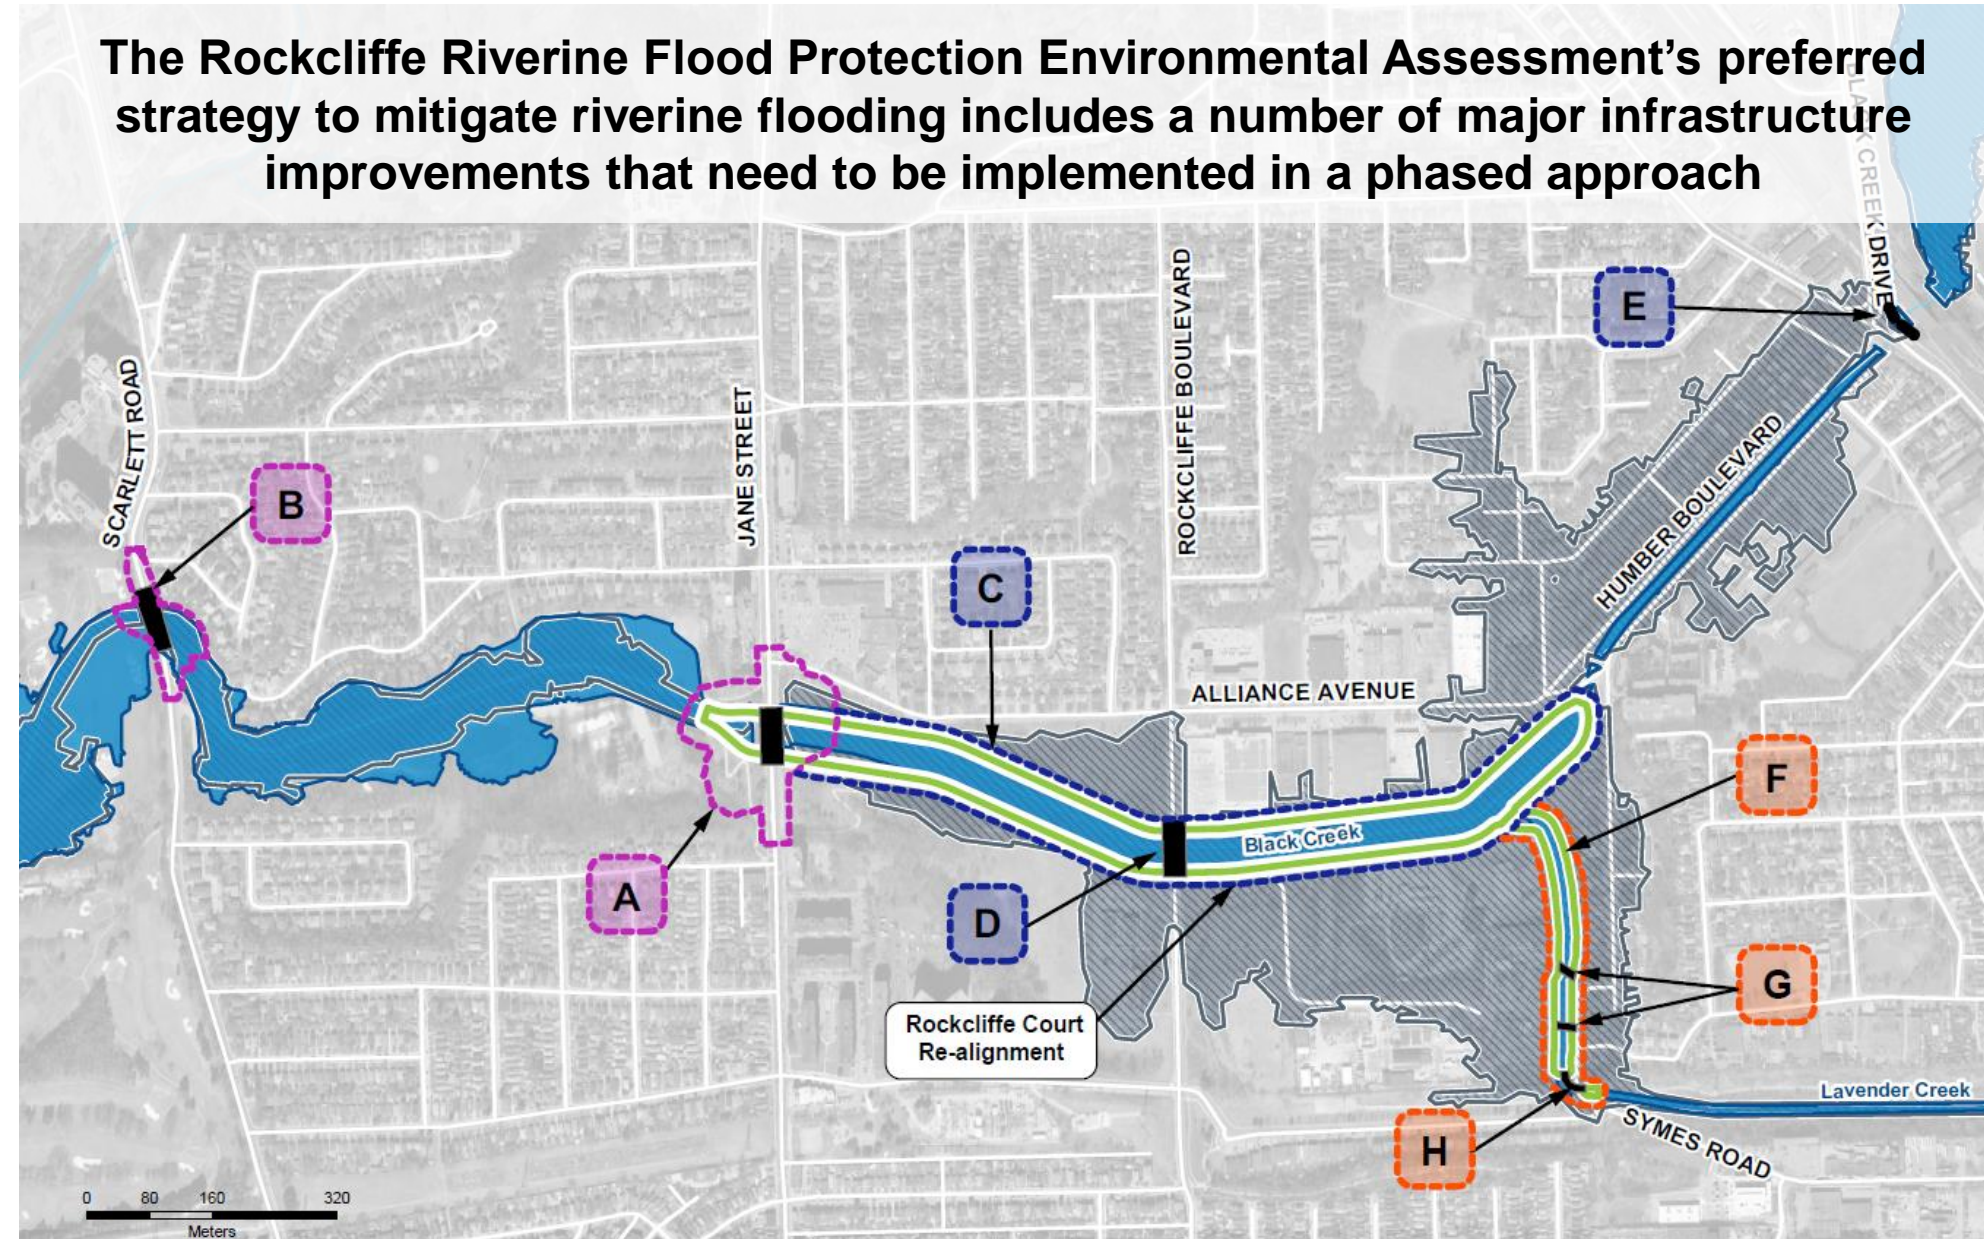 The Rockcliffe Riverine Flood Protection Environmental Assessment’s preferred
strategy to mitigate riverine flooding includes a number of major infrastructure
improvements that need to be implemented in a phased approach
BLACK CREEK DRIVE
E
SCARLETT ROAD
JANE STREET
ROCKCLIFFE BOULEVARD
HUMBER BOULEVARD
B
C
ALLIANCE AVENUE
F
Black Creek
A
D
G
Rockcliffe Court
Re-alignment
Lavender Creek
SYMES ROAD
H
0 80 160 320
Meters